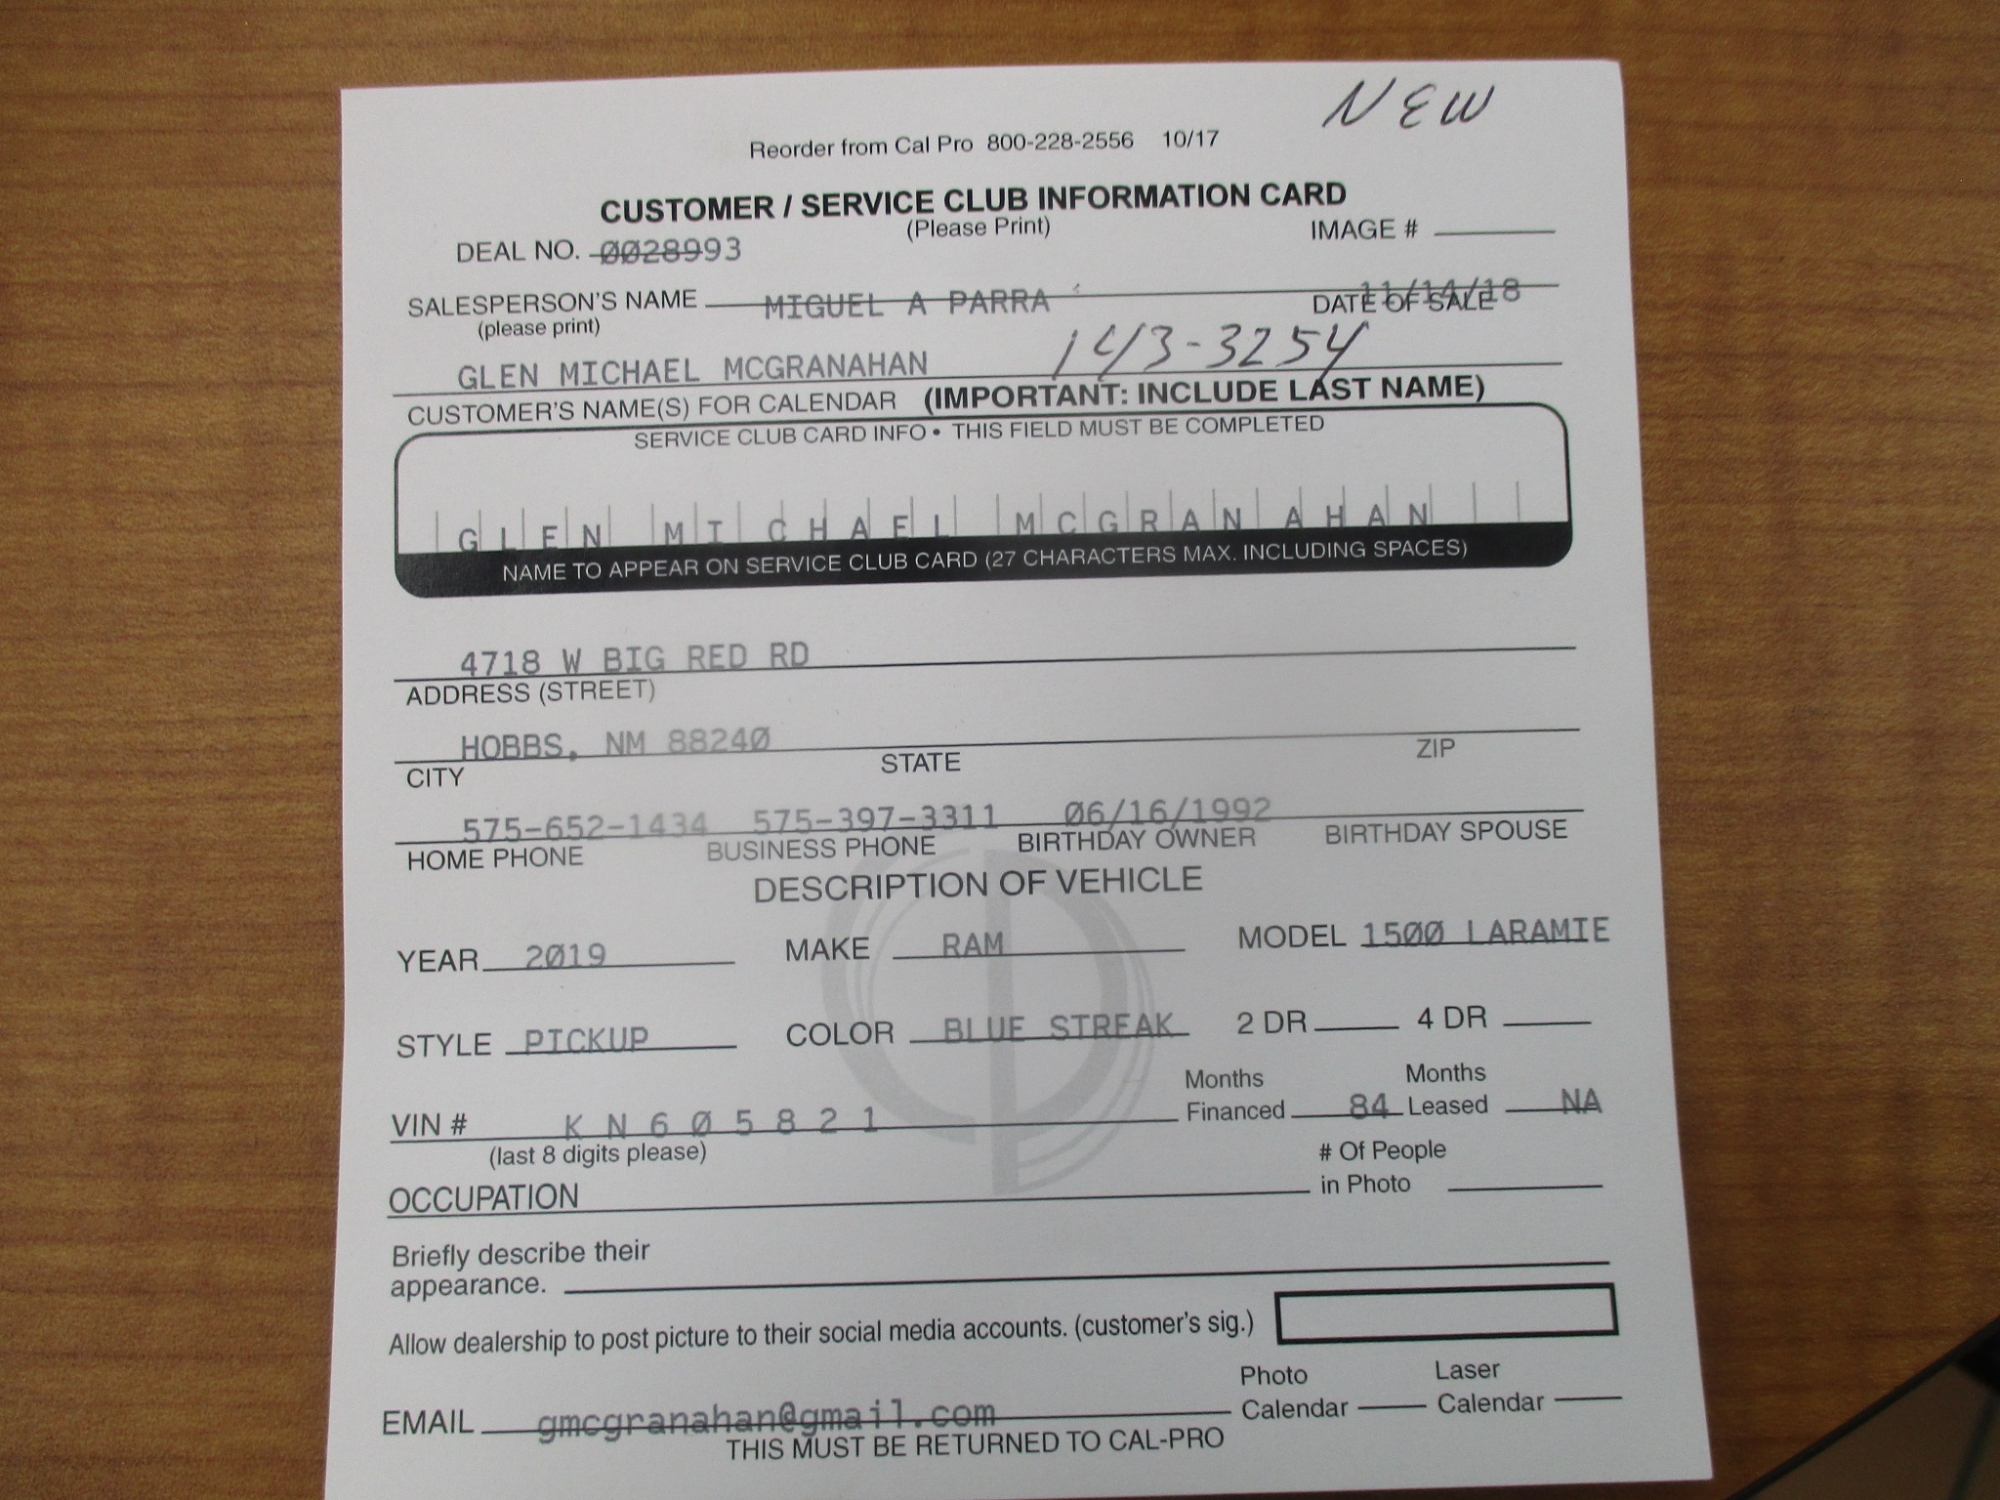 NEW
Reorder from Cal Pro 800-228-2556 10/17
CUSTOMER / SERVICE CLUB INFORMATION CARD
(Please Print)
DEAL NO. 0028993 IMAGE #
SALESPERSON'S NAME MIGUEL A PARRA DATE OF SALE 11/14/18
(please print)
GLEN MICHAEL MCGRANAHAN 143-3254
CUSTOMER'S NAME(S) FOR CALENDAR (IMPORTANT: INCLUDE LAST NAME)
SERVICE CLUB CARD INFO • THIS FIELD MUST BE COMPLETED
GLEN MICHAEL MCGRANAHAN
NAME TO APPEAR ON SERVICE CLUB CARD (27 CHARACTERS MAX. INCLUDING SPACES)
4718 W BIG RED RD
ADDRESS (STREET)
HOBBS, NM 88240
CITY STATE ZIP
575-652-1434 575-397-3311 06/16/1992
HOME PHONE BUSINESS PHONE BIRTHDAY OWNER BIRTHDAY SPOUSE
DESCRIPTION OF VEHICLE
YEAR 2019 MAKE RAM MODEL 1500 LARAMIE
STYLE PICKUP COLOR BLUE STREAK 2 DR 4 DR
Months Months
VIN # K N 6 0 5 8 2 1 Financed 84 Leased NA
(last 8 digits please) # Of People
OCCUPATION in Photo
Briefly describe their
appearance.
Allow dealership to post picture to their social media accounts. (customer's sig.)
Photo Laser
EMAIL gmcgranahan@gmail.com Calendar Calendar
THIS MUST BE RETURNED TO CAL-PRO